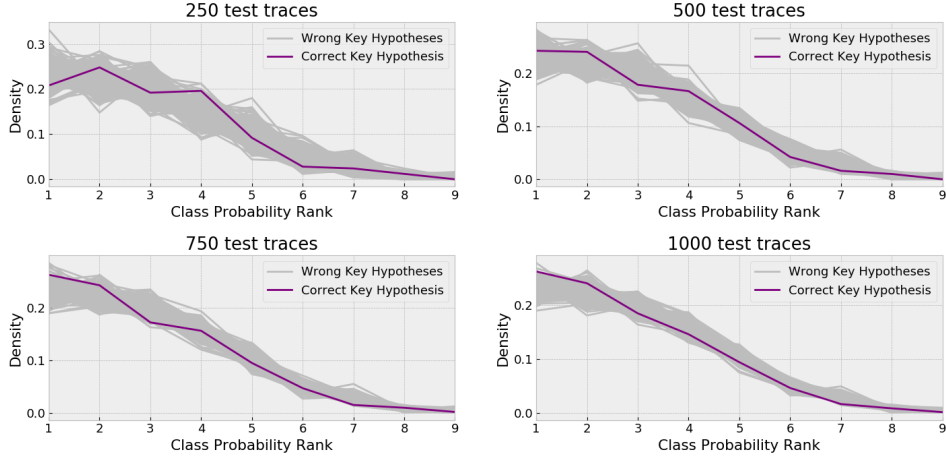 250 test traces
Wrong Key Hypotheses
Correct Key Hypothesis
Density
0.3
0.2
0.1
0.0
1 2 3 4 5 6 7 8 9
Class Probability Rank
500 test traces
Wrong Key Hypotheses
Correct Key Hypothesis
Density
0.2
0.1
0.0
1 2 3 4 5 6 7 8 9
Class Probability Rank
750 test traces
Wrong Key Hypotheses
Correct Key Hypothesis
Density
0.2
0.1
0.0
1 2 3 4 5 6 7 8 9
Class Probability Rank
1000 test traces
Wrong Key Hypotheses
Correct Key Hypothesis
Density
0.2
0.1
0.0
1 2 3 4 5 6 7 8 9
Class Probability Rank